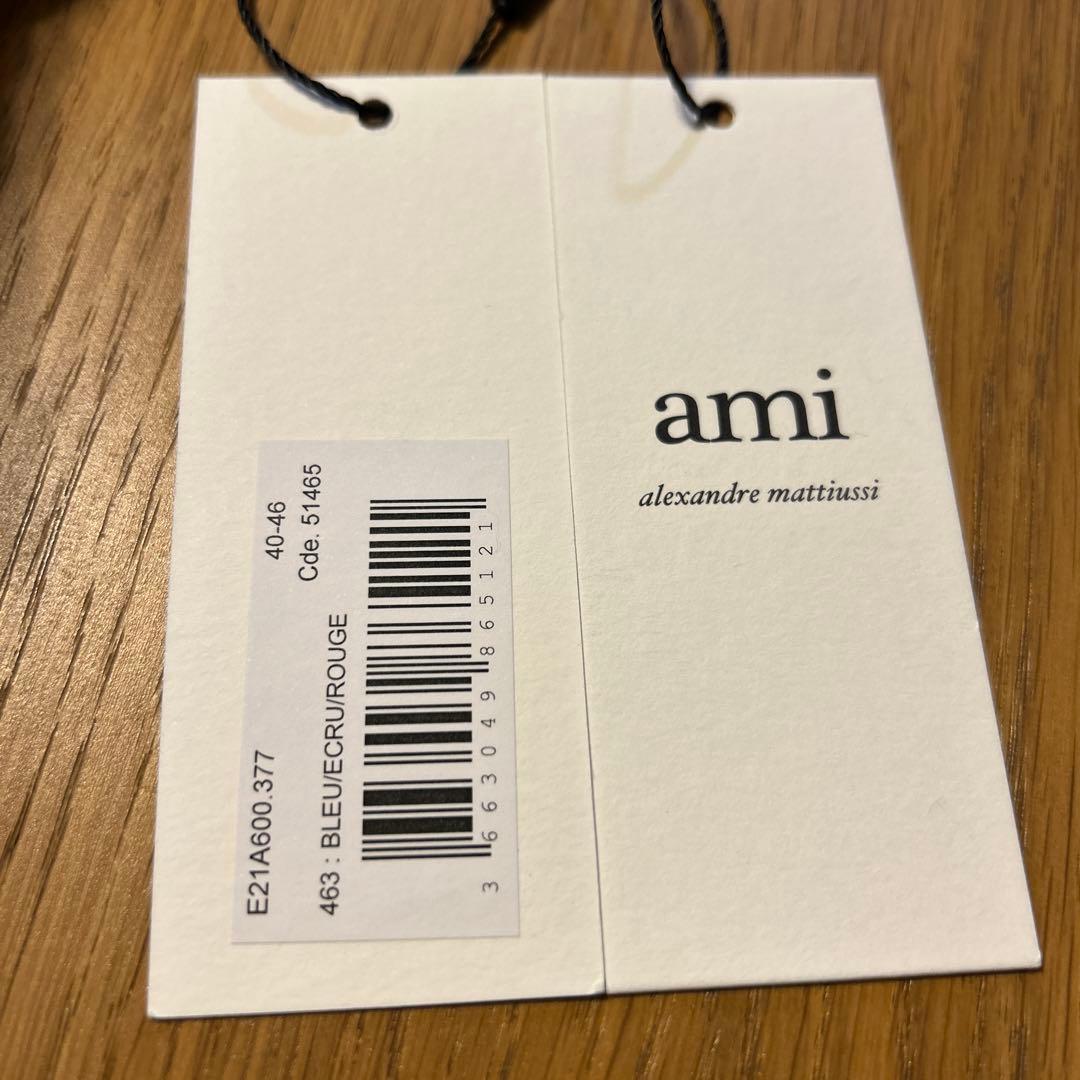 E21A600.377 40-46
Cde. 51465
463 : BLEU/ECRU/ROUGE
3 663049 865121
ami
alexandre mattiussi